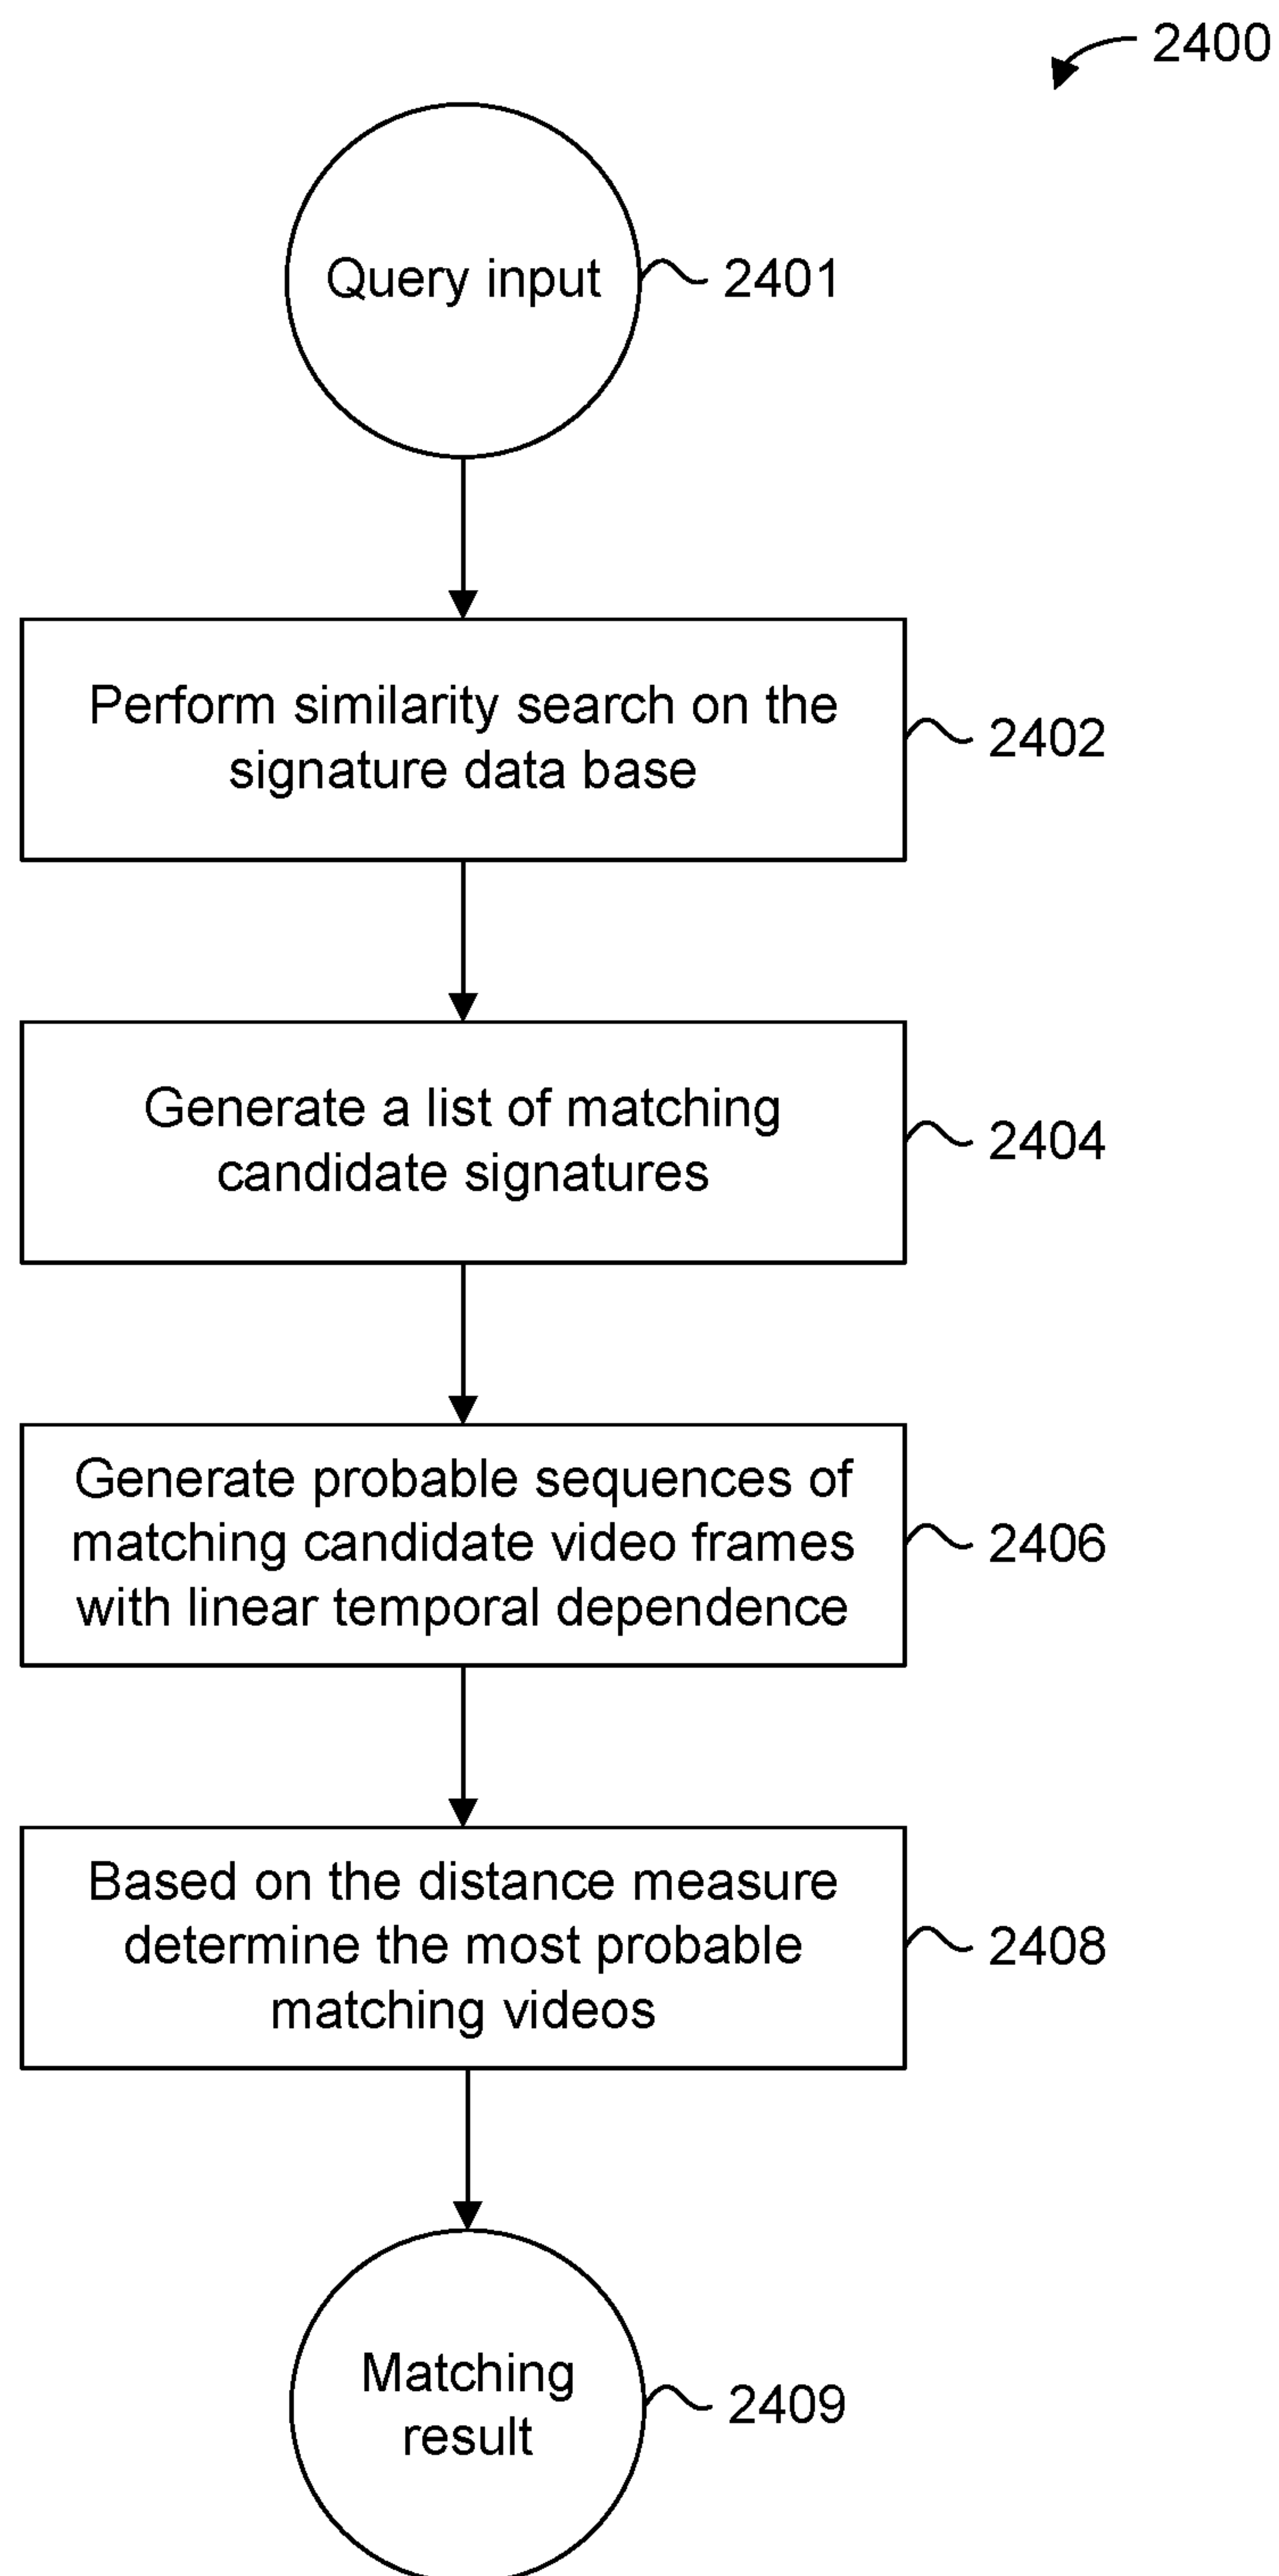 2400
Query input
2401
Perform similarity search on the
signature data base
2402
Generate a list of matching
candidate signatures
2404
Generate probable sequences of
matching candidate video frames
with linear temporal dependence
2406
Based on the distance measure
determine the most probable
matching videos
2408
Matching
result
2409